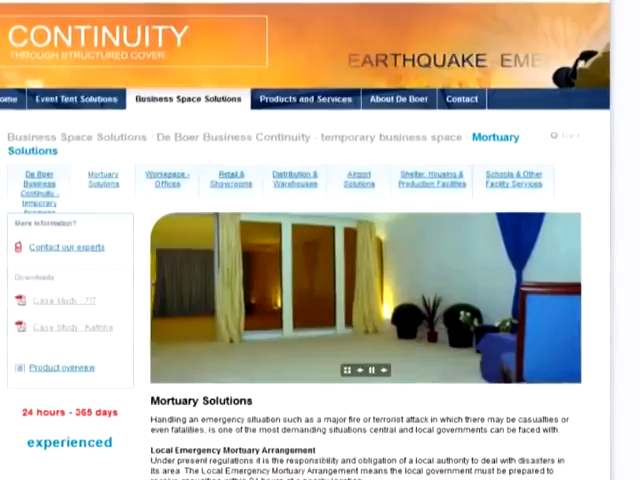 CONTINUITY
THROUGH STRUCTURED COVER
EARTHQUAKE EME
ome
Event Tent Solutions
Business Space Solutions
Products and Services
About De Boer
Contact
Business Space Solutions / De Boer Business Continuity - temporary business space / Mortuary
Solutions
De Boer
Business
Continuity -
temporary
business
Mortuary
Solutions
Workspace -
Offices
Retail &
Showrooms
Distribution &
Warehouses
Airport
Solutions
Shelter, Housing &
Production Facilities
Schools & Other
Facility Services
More information?
Contact our experts
Downloads
Case study - 7/7
Case Study - Katrina
Product overview
24 hours - 365 days
experienced
Mortuary Solutions
Handling an emergency situation such as a major fire or terrorist attack in which there may be casualties or
even fatalities, is one of the most demanding situations central and local governments can be faced with.
Local Emergency Mortuary Arrangement
Under present regulations it is the responsibility and obligation of a local authority to deal with disasters in
its area. The Local Emergency Mortuary Arrangement means the local government must be prepared to